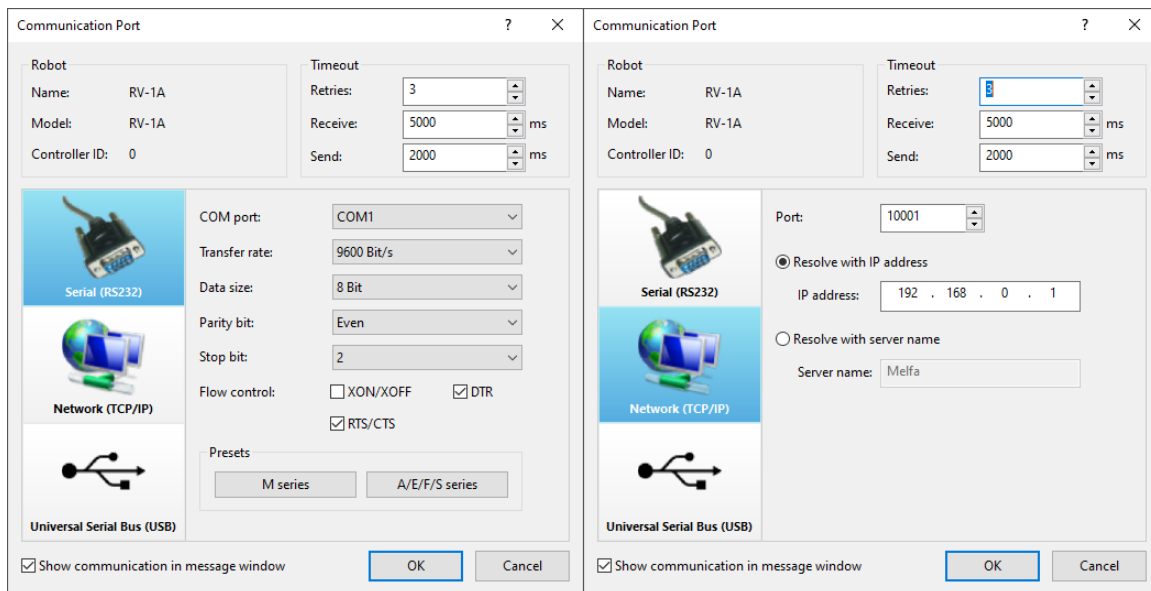 Communication Port ? ×
Robot
Name: RV-1A
Model: RV-1A
Controller ID: 0
Timeout
Retries: 3
Receive: 5000 ms
Send: 2000 ms
Serial (RS232)
Network (TCP/IP)
Universal Serial Bus (USB)
COM port: COM1
Transfer rate: 9600 Bit/s
Data size: 8 Bit
Parity bit: Even
Stop bit: 2
Flow control: XON/XOFF DTR
RTS/CTS
Presets
M series A/E/F/S series
Show communication in message window OK Cancel
Communication Port ? ×
Robot
Name: RV-1A
Model: RV-1A
Controller ID: 0
Timeout
Retries: 3
Receive: 5000 ms
Send: 2000 ms
Serial (RS232)
Network (TCP/IP)
Universal Serial Bus (USB)
Port: 10001
Resolve with IP address
IP address: 192 . 168 . 0 . 1
Resolve with server name
Server name: Melfa
Show communication in message window OK Cancel